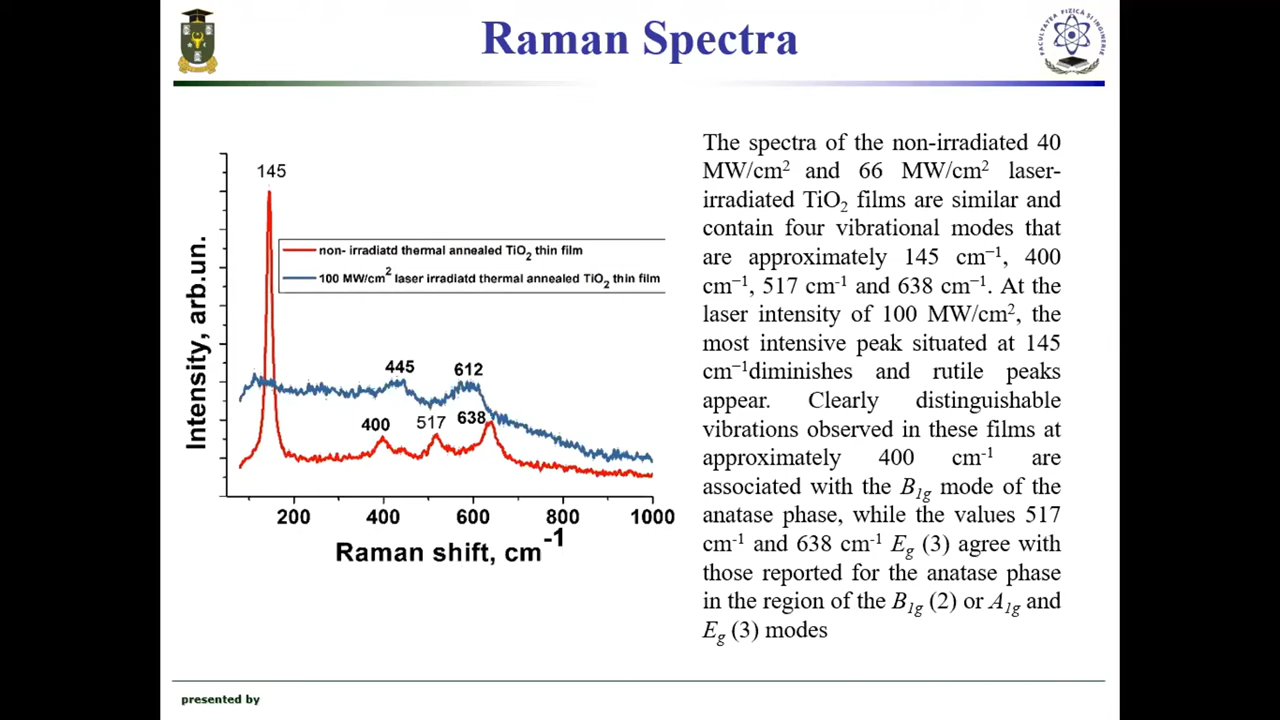 Raman Spectra
FACULTATEA FIZICA ȘI INGINERIE
145
non- irradiatd thermal annealed TiO₂ thin film
100 MW/cm² laser irradiatd thermal annealed TiO₂ thin film
445
612
400
517
638
Intensity, arb.un.
200 400 600 800 1000
Raman shift, cm⁻¹
The spectra of the non-irradiated 40
MW/cm² and 66 MW/cm² laser-
irradiated TiO₂ films are similar and
contain four vibrational modes that
are approximately 145 cm⁻¹, 400
cm⁻¹, 517 cm⁻¹ and 638 cm⁻¹. At the
laser intensity of 100 MW/cm², the
most intensive peak situated at 145
cm⁻¹diminishes and rutile peaks
appear. Clearly distinguishable
vibrations observed in these films at
approximately 400 cm⁻¹ are
associated with the B₁g mode of the
anatase phase, while the values 517
cm⁻¹ and 638 cm⁻¹ Eg (3) agree with
those reported for the anatase phase
in the region of the B₁g (2) or A₁g and
Eg (3) modes
presented by